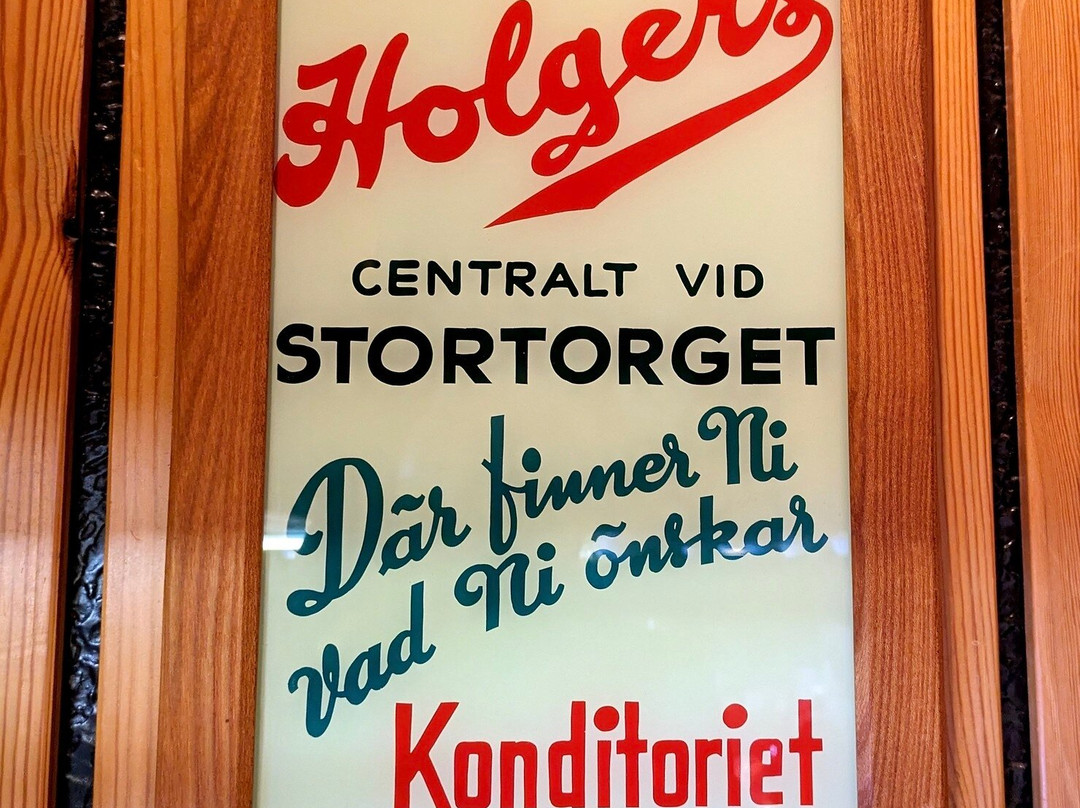 Holgers
CENTRALT VID
STORTORGET
Där finner Ni
vad Ni önskar
Konditoriet